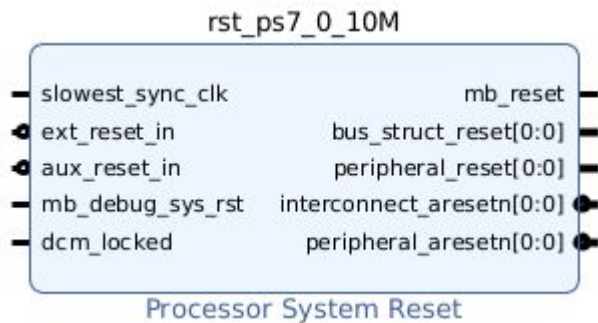 rst_ps7_0_10M
slowest_sync_clk mb_reset
ext_reset_in bus_struct_reset[0:0]
aux_reset_in peripheral_reset[0:0]
mb_debug_sys_rst interconnect_aresetn[0:0]
dcm_locked peripheral_aresetn[0:0]
Processor System Reset